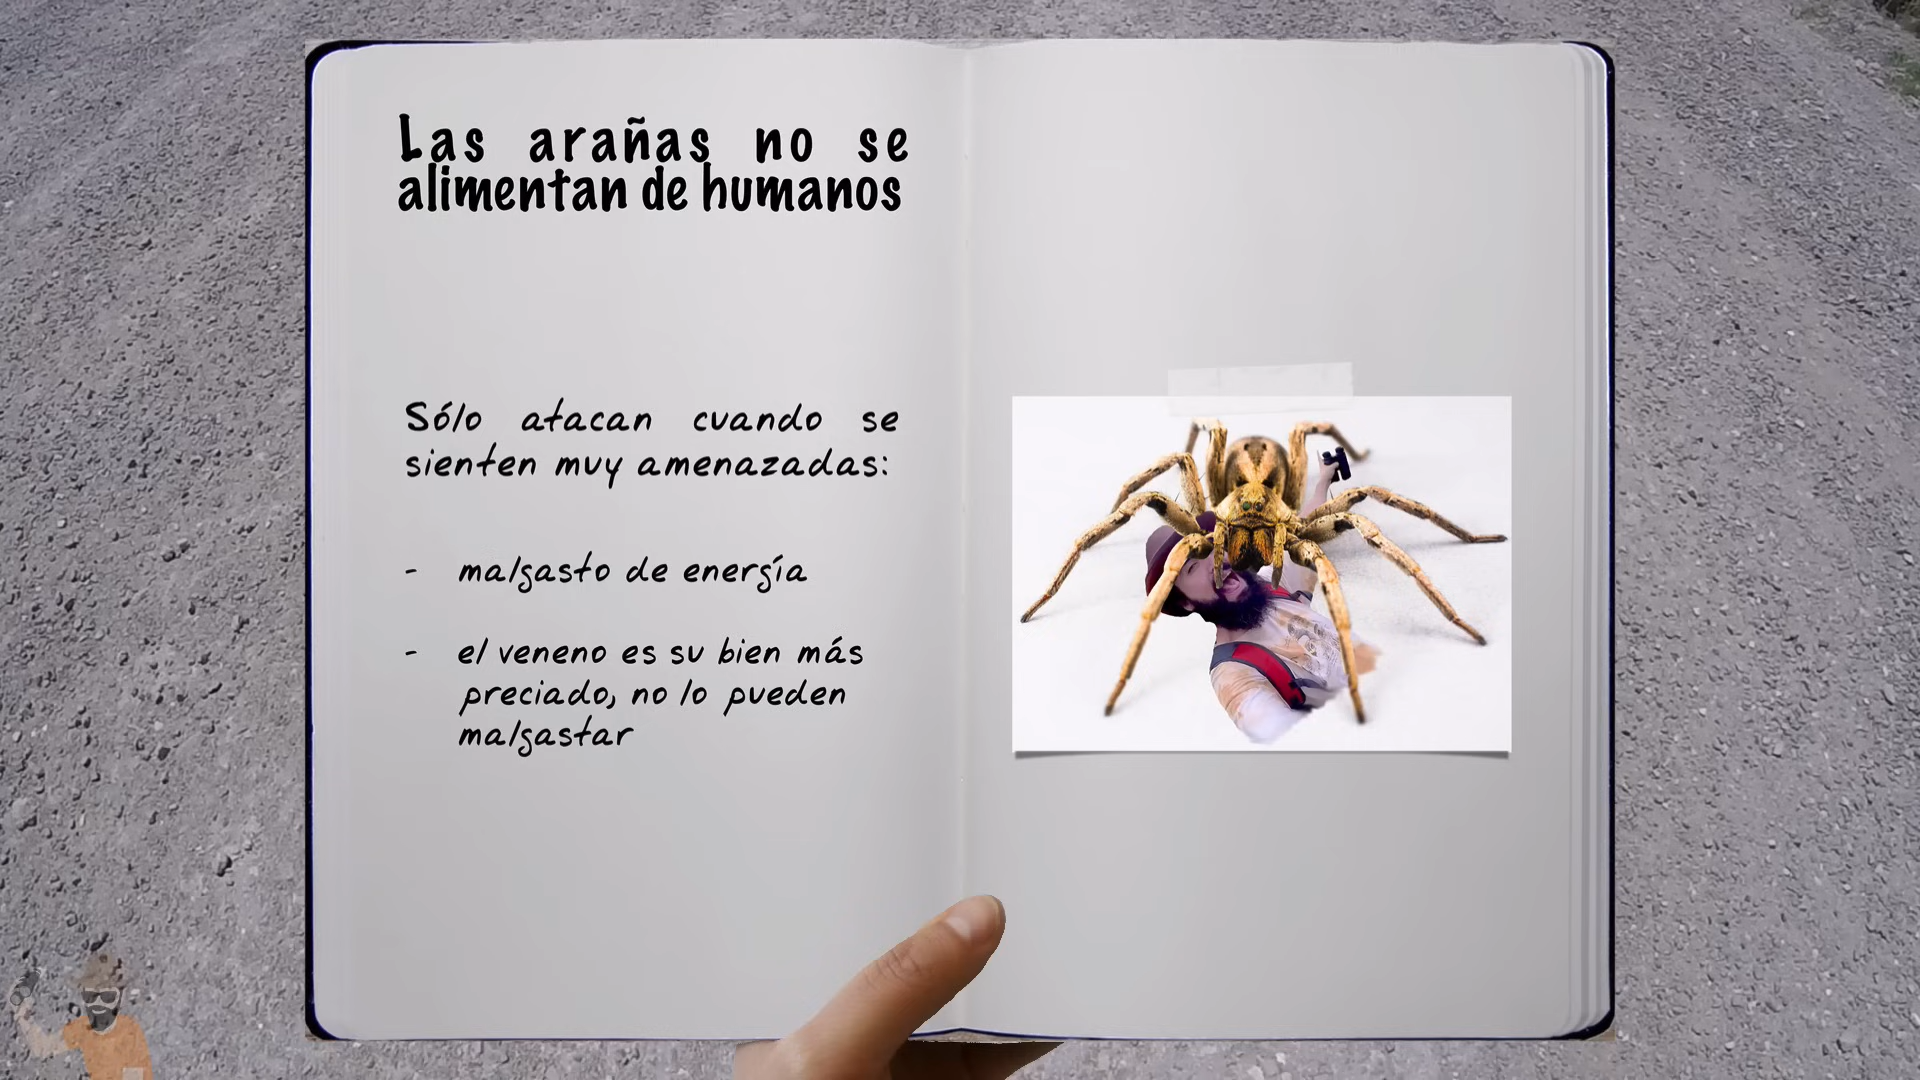 Las arañas no se
alimentan de humanos
Sólo atacan cuando se
sienten muy amenazadas:
- malgasto de energía
- el veneno es su bien más
preciado, no lo pueden
malgastar